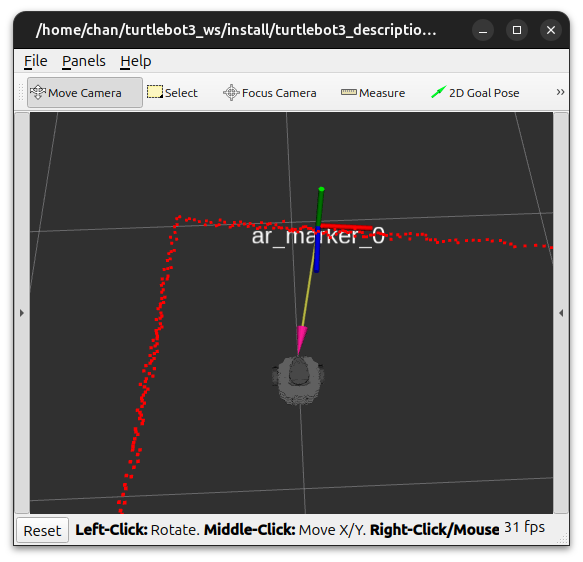 /home/chan/turtlebot3_ws/install/turtlebot3_descriptio...
File Panels Help
Move Camera Select Focus Camera Measure 2D Goal Pose »
ar_marker_0
Reset Left-Click: Rotate. Middle-Click: Move X/Y. Right-Click/Mouse 31 fps